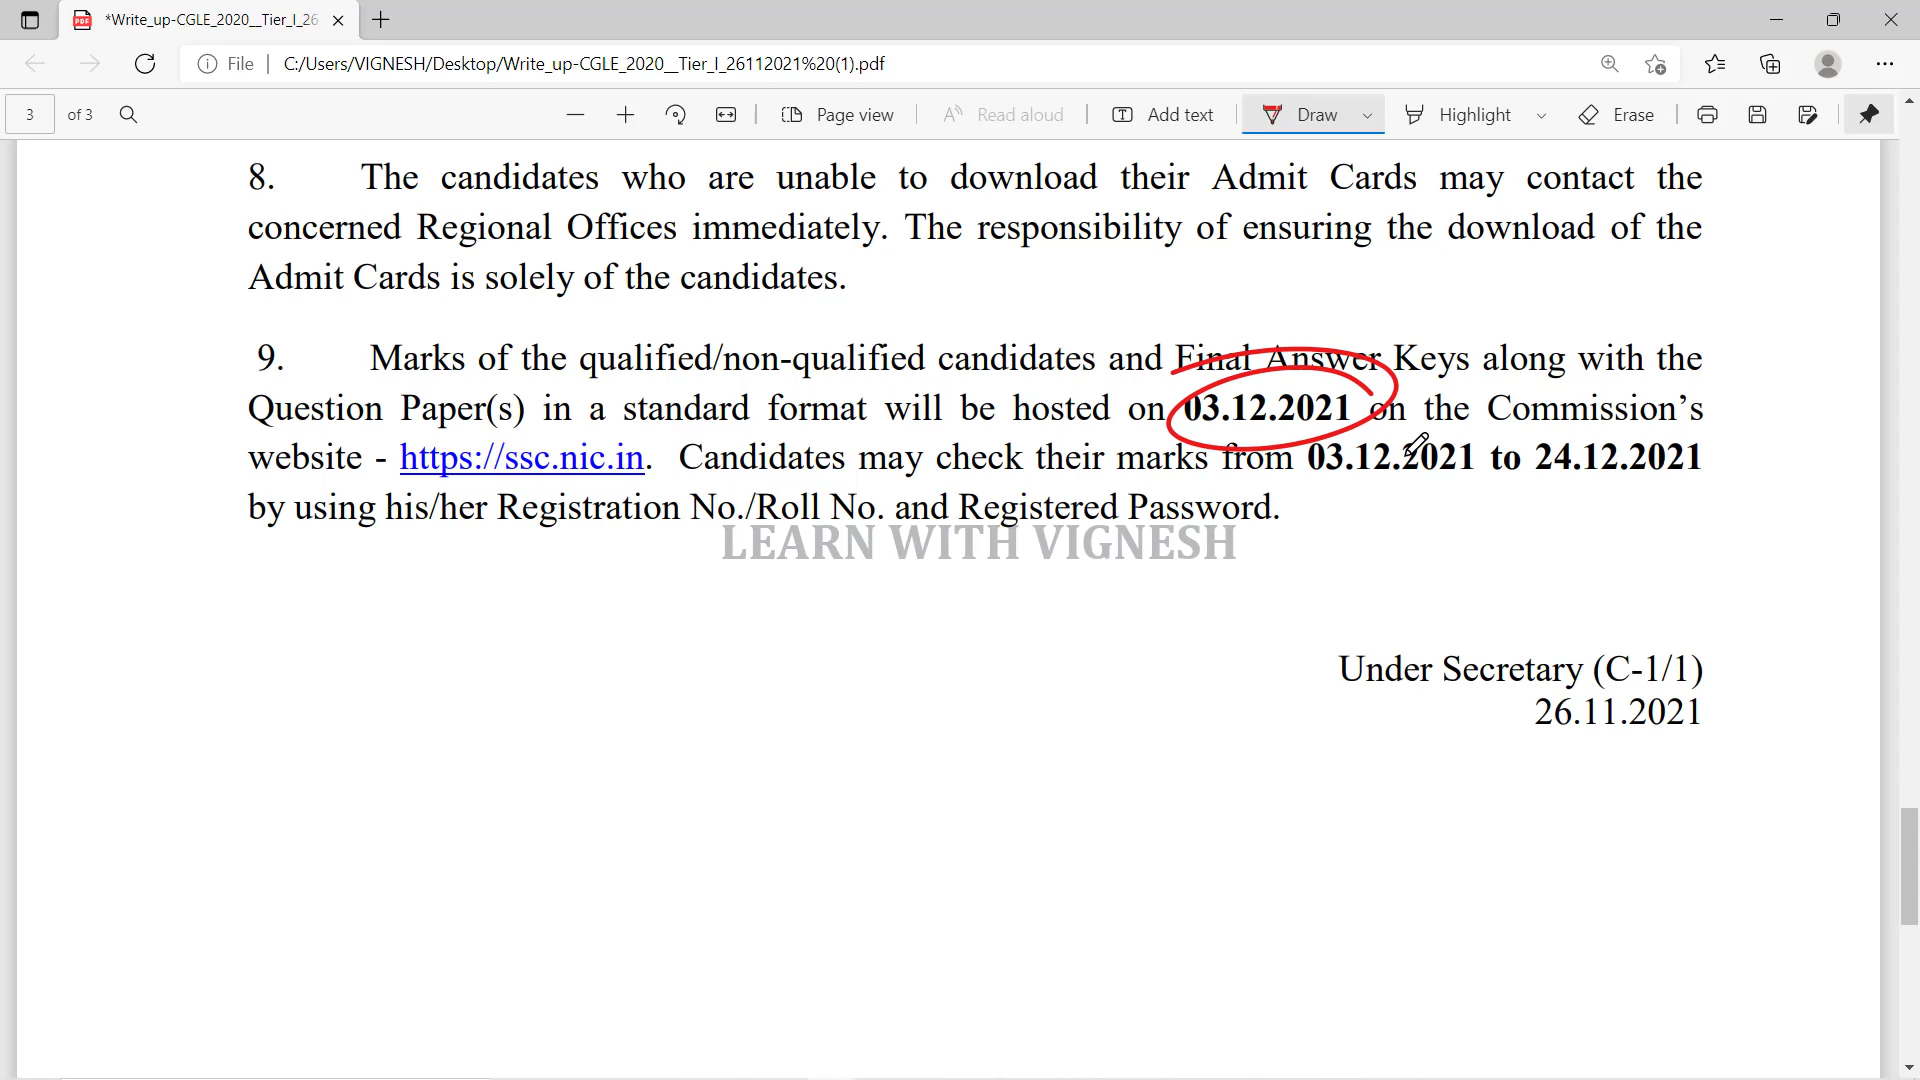 *Write_up-CGLE_2020__Tier_I_26
File
C:/Users/VIGNESH/Desktop/Write_up-CGLE_2020__Tier_I_26112021%20(1).pdf
3 of 3
Page view
Read aloud
Add text
Draw
Highlight
Erase
8. The candidates who are unable to download their Admit Cards may contact the
concerned Regional Offices immediately. The responsibility of ensuring the download of the
Admit Cards is solely of the candidates.
9. Marks of the qualified/non-qualified candidates and Final Answer Keys along with the
Question Paper(s) in a standard format will be hosted on 03.12.2021 on the Commission’s
website - https://ssc.nic.in. Candidates may check their marks from 03.12.2021 to 24.12.2021
by using his/her Registration No./Roll No. and Registered Password.
LEARN WITH VIGNESH
Under Secretary (C-1/1)
26.11.2021